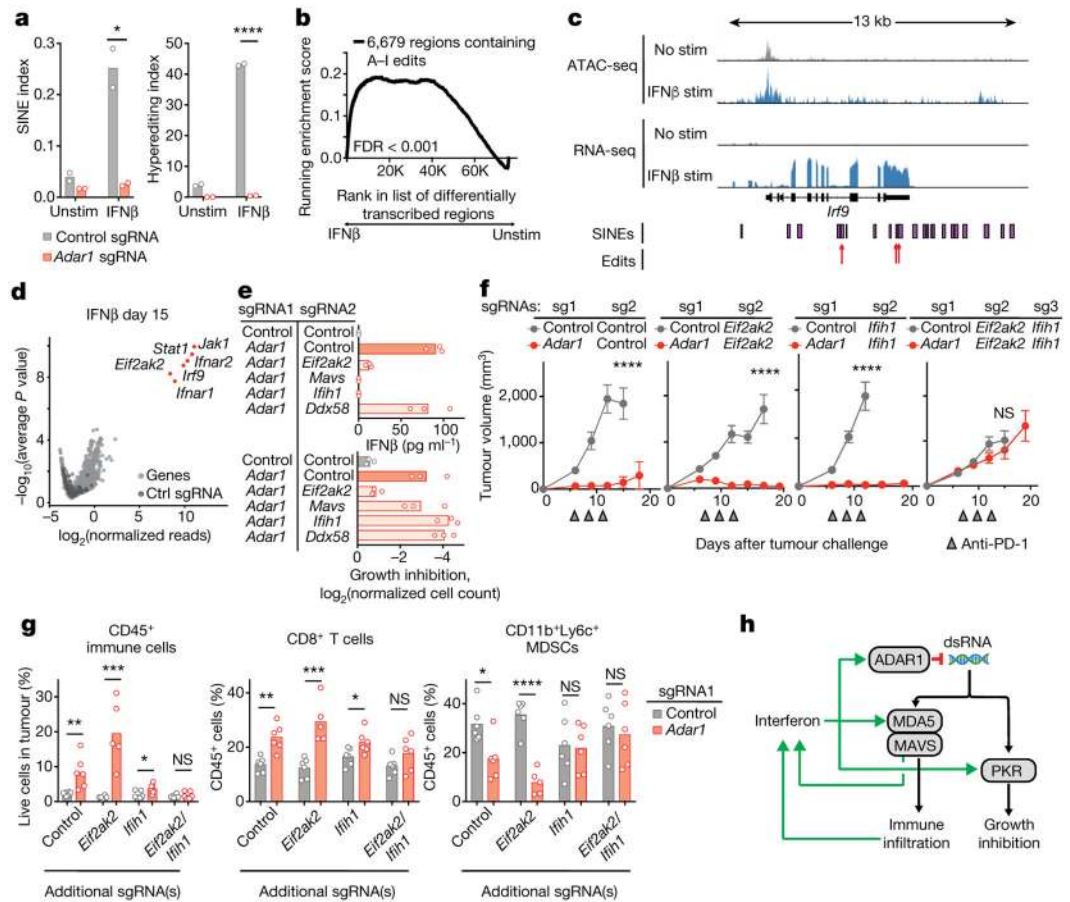 a
*
****
SINE index
0.3
0.2
0.1
0.0
Unstim
IFNβ
Hyperediting index
50
40
30
20
10
0
Unstim
IFNβ
Control sgRNA
Adar1 sgRNA
b
6,679 regions containing
A–I edits
Running enrichment score
0.2
0.1
0.0
FDR < 0.001
20K 40K 60K
Rank in list of differentially
transcribed regions
IFNβ
Unstim
c
13 kb
ATAC-seq
No stim
IFNβ stim
RNA-seq
No stim
IFNβ stim
Irf9
SINEs
Edits
d
IFNβ day 15
–log10(average P value)
10
8
6
4
2
0
Jak1
Stat1
Ifnar2
Eif2ak2
Irf9
Ifnar1
Genes
Ctrl sgRNA
–5 0 5 10
log2(normalized reads)
e
sgRNA1 sgRNA2
Control Control
Adar1 Control
Adar1 Eif2ak2
Adar1 Mavs
Adar1 Ifih1
Adar1 Ddx58
0 50 100
IFNβ (pg ml–1)
Control Control
Adar1 Control
Adar1 Eif2ak2
Adar1 Mavs
Adar1 Ifih1
Adar1 Ddx58
0 –2 –4
Growth inhibition,
log2(normalized cell count)
f
sgRNAs: sg1 sg2 sg1 sg2 sg1 sg2 sg1 sg2 sg3
Control Control Control Eif2ak2 Control Ifih1 Control Eif2ak2 Ifih1
Adar1 Control Adar1 Eif2ak2 Adar1 Ifih1 Adar1 Eif2ak2 Ifih1
Tumour volume (mm3)
2,000
1,000
0
****
****
****
NS
0 10 20 0 10 20 0 10 20 0 10 20
Days after tumour challenge
Anti-PD-1
g
CD45+
immune cells
Live cells in tumour (%)
40
30
20
10
0
**
***
*
NS
Control
Eif2ak2
Ifih1
Eif2ak2/
Ifih1
Additional sgRNA(s)
CD8+ T cells
CD45+ cells (%)
60
40
20
0
**
***
*
NS
Control
Eif2ak2
Ifih1
Eif2ak2/
Ifih1
Additional sgRNA(s)
CD11b+Ly6c+
MDSCs
CD45+ cells (%)
60
40
20
0
*
****
NS
NS
Control
Eif2ak2
Ifih1
Eif2ak2/
Ifih1
Additional sgRNA(s)
sgRNA1
Control
Adar1
h
dsRNA
ADAR1
Interferon
MDA5
MAVS
PKR
Immune
infiltration
Growth
inhibition